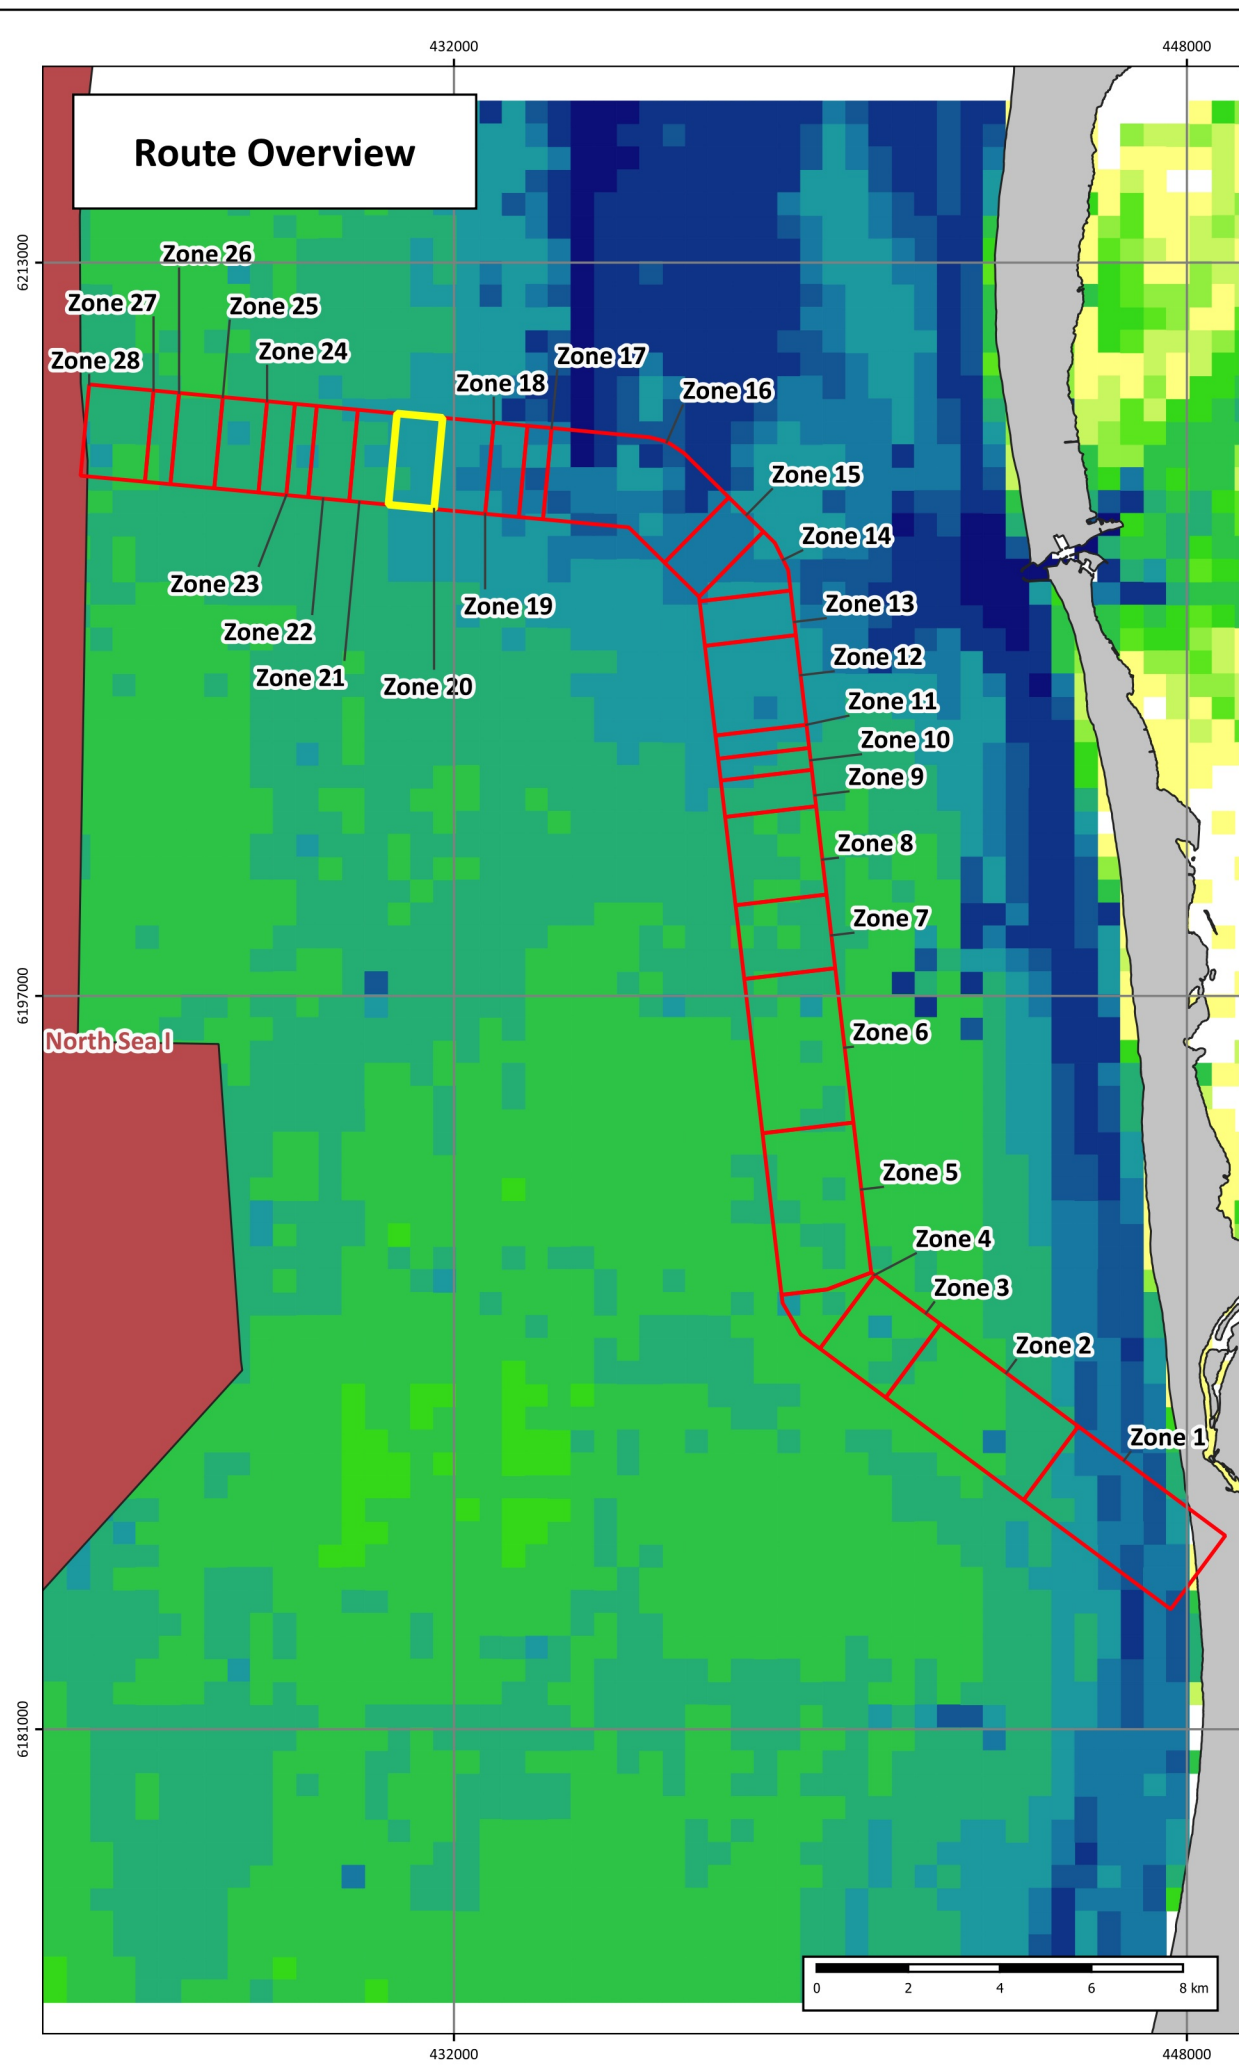 432000
448000
Route Overview
6213000
Zone 26
Zone 27
Zone 25
Zone 24
Zone 28
Zone 17
Zone 18
Zone 16
Zone 15
Zone 14
Zone 23
Zone 19
Zone 13
Zone 22
Zone 12
Zone 21
Zone 20
Zone 11
Zone 10
Zone 9
Zone 8
Zone 7
6197000
Zone 6
North Sea I
Zone 5
Zone 4
Zone 3
Zone 2
Zone 1
6181000
0 2 4 6 8 km
432000
448000